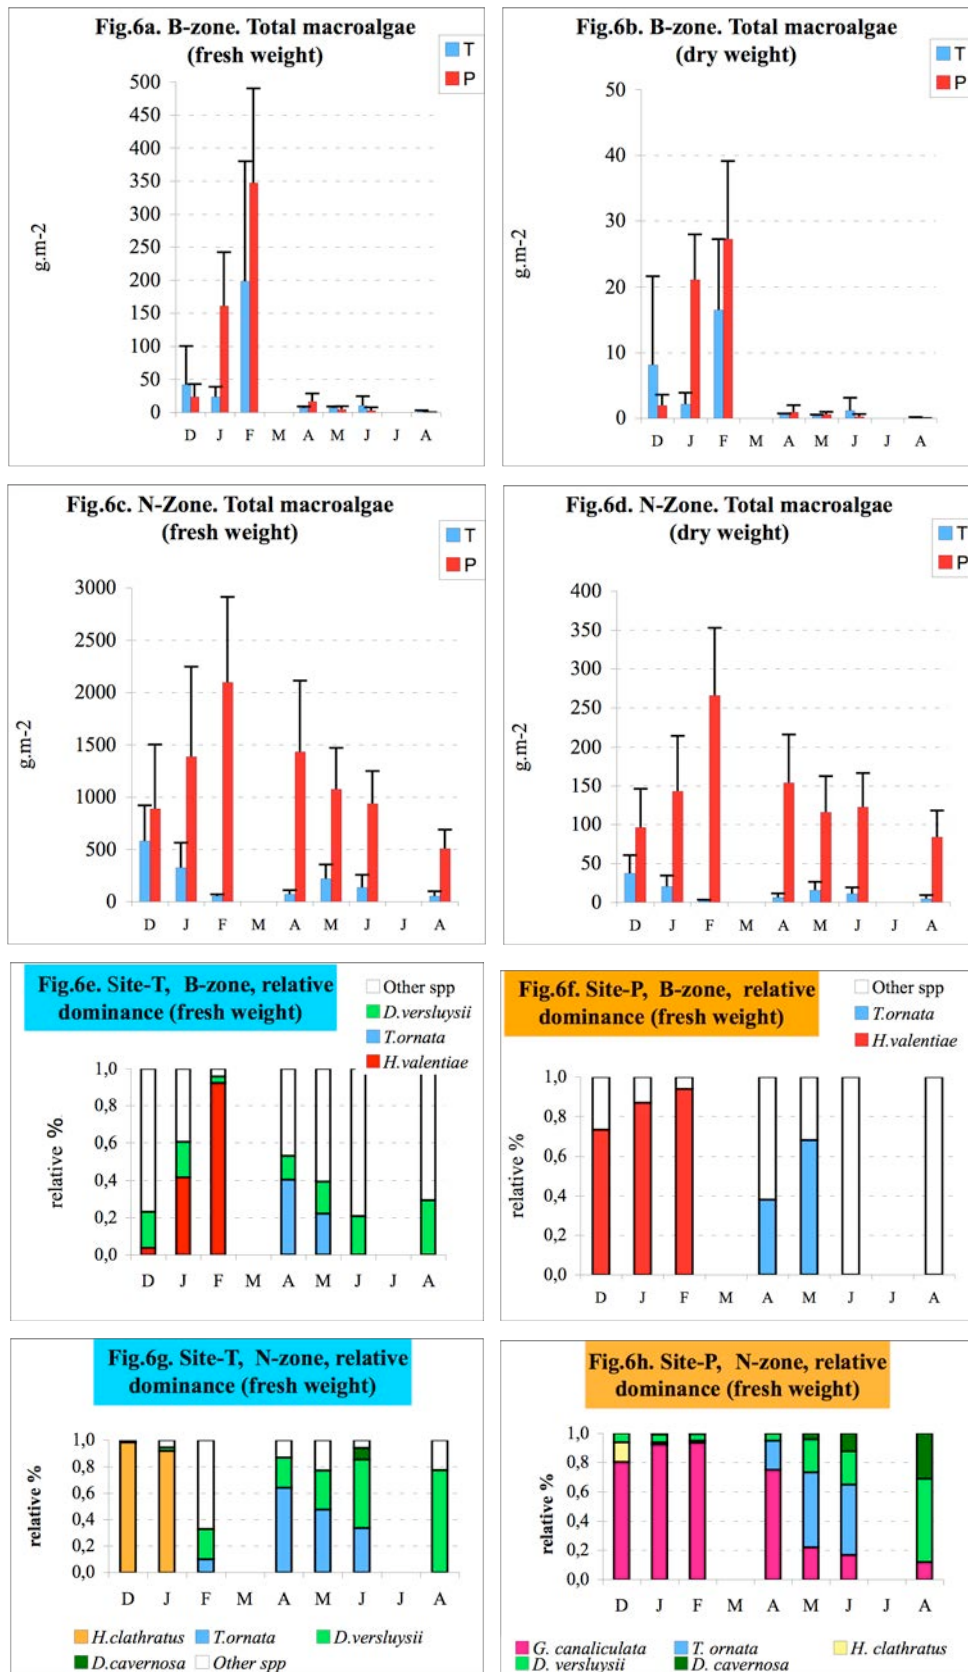 Fig.6a. B-zone. Total macroalgae
(fresh weight)
T
P
500
450
400
350
300
250
200
150
100
50
0
g.m-2
D J F M A M J J A
Fig.6b. B-zone. Total macroalgae
(dry weight)
T
P
50
40
30
20
10
0
g.m-2
D J F M A M J J A
Fig.6c. N-Zone. Total macroalgae
(fresh weight)
T
P
3000
2500
2000
1500
1000
500
0
g.m-2
D J F M A M J J A
Fig.6d. N-Zone. Total macroalgae
(dry weight)
T
P
400
350
300
250
200
150
100
50
0
g.m-2
D J F M A M J J A
Fig.6e. Site-T, B-zone, relative
dominance (fresh weight)
Other spp
D.versluysii
T.ornata
H.valentiae
1,0
0,8
0,6
0,4
0,2
0,0
relative %
D J F M A M J J A
Fig.6f. Site-P, B-zone, relative
dominance (fresh weight)
Other spp
T.ornata
H.valentiae
1,0
0,8
0,6
0,4
0,2
0,0
relative %
D J F M A M J J A
Fig.6g. Site-T, N-zone, relative
dominance (fresh weight)
1,0
0,8
0,6
0,4
0,2
0,0
relative %
D J F M A M J J A
H.clathratus T.ornata D.versluysii
D.cavernosa Other spp
Fig.6h. Site-P, N-zone, relative
dominance (fresh weight)
1,0
0,8
0,6
0,4
0,2
0,0
relative %
D J F M A M J J A
G. canaliculata T. ornata H. clathratus
D. versluysii D. cavernosa